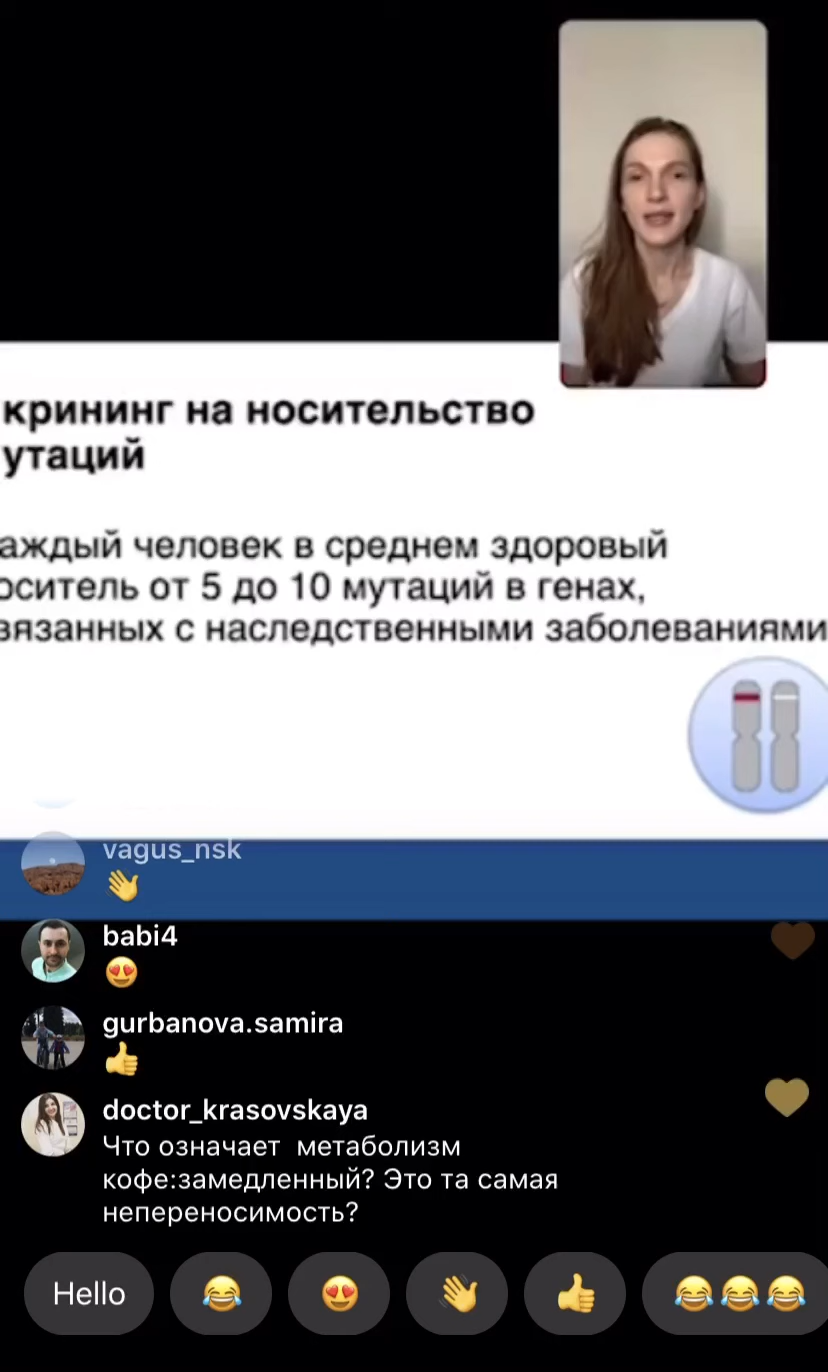 крининг на носительство
утаций
аждый человек в среднем здоровый
оситель от 5 до 10 мутаций в генах,
вязанных с наследственными заболеваниями
vagus_nsk
👋
babi4
😍
gurbanova.samira
👍
doctor_krasovskaya
Что означает метаболизм
кофе:замедленный? Это та самая
непереносимость?
Hello 😂 😍 👋 👍 😂😂😂